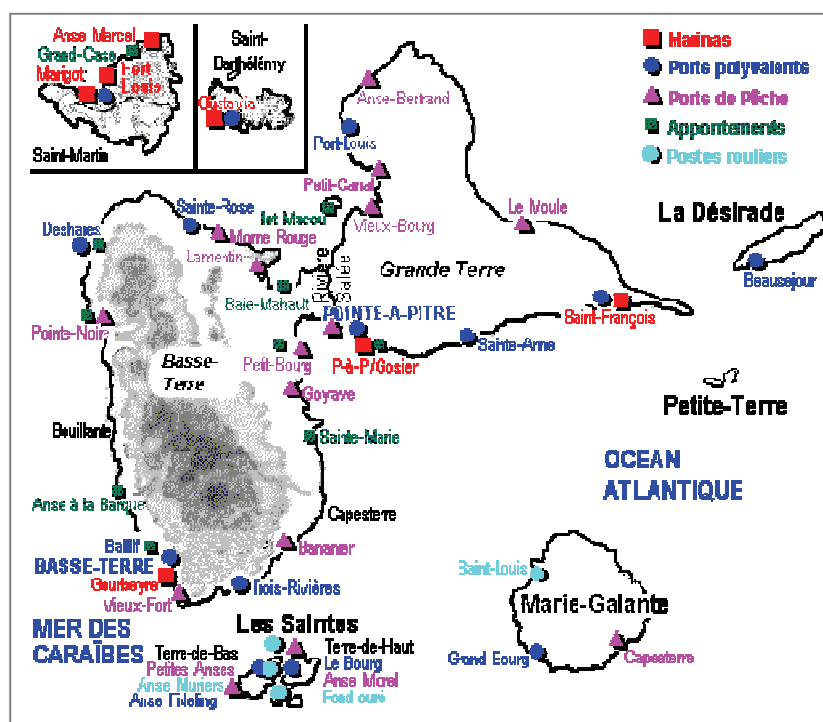 Anse Marcel
Grand-Case
Marigot
Fort
Louis
Saint-Martin
Saint-
Barthélémy
Gustavia
Marinas
Ports polyvalents
Ports de Pêche
Appontements
Postes rouliers
Anse-Bertrand
Port-Louis
Petit-Canal
Vieux-Bourg
Le Moule
La Désirade
Beausejour
Sainte-Rose
Ilet Macou
Deshaies
Morne Rouge
Lamentin
Baie-Mahault
Rivière
Salée
Grande Terre
POINTE-A-PITRE
Saint-François
Sainte-Anne
Pointe-Noire
Petit-Bourg
P-à-P/Gosier
Basse-
Terre
Goyave
Petite-Terre
Bouillante
Sainte-Marie
OCEAN
ATLANTIQUE
Anse à la Barque
Capesterre
Baillif
Bananier
BASSE-TERRE
Gourbeyre
Trois-Rivières
Vieux-Fort
Saint-Louis
Marie-Galante
Grand Bourg
Capesterre
MER DES
CARAÏBES
Les Saintes
Terre-de-Bas
Terre-de-Haut
Petites Anses
Le Bourg
Anse Muriers
Anse Morel
Anse Fideling
Fond curé